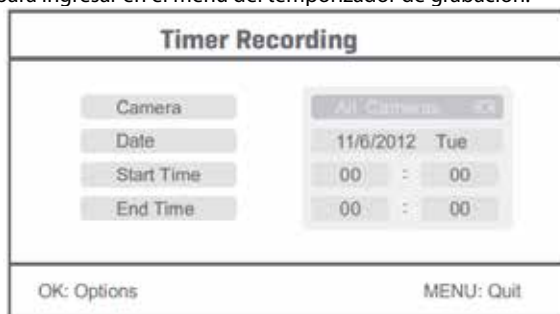 para ingresar en el menú del temporizador de grabación.
Timer Recording
Camera All Cameras
Date 11/6/2012 Tue
Start Time 00 : 00
End Time 00 : 00
OK: Options MENU: Quit